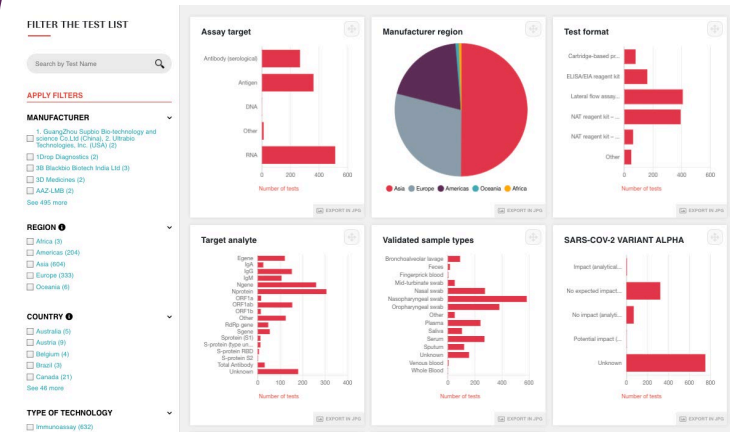 FILTER THE TEST LIST
Search by Test Name
APPLY FILTERS
MANUFACTURER
1. GuangZhou Supbio Bio-technology and
science Co.,Ltd (China), 2. Ultrabio
Technologies, Inc. (USA) (2)
1Drop Diagnostics (2)
3B Blackbio Biotech India Ltd (3)
3D Medicines (2)
AAZ-LMB (2)
See 495 more
REGION
Africa (3)
Americas (204)
Asia (604)
Europe (333)
Oceania (6)
COUNTRY
Australia (5)
Austria (9)
Belgium (4)
Brazil (3)
Canada (21)
See 46 more
TYPE OF TECHNOLOGY
Immunoassay (632)
Assay target
Antibody (serological)
Antigen
DNA
Other
RNA
0 200 400 600
Number of tests
EXPORT IN JPG
Manufacturer region
Asia Europe Americas Oceania Africa
EXPORT IN JPG
Test format
Cartridge-based pr...
ELISA/EIA reagent kit
Lateral flow assay...
NAT reagent kit – ...
NAT reagent kit – ...
Other
0 200 400 600
Number of tests
EXPORT IN JPG
Target analyte
Egene
IgA
IgG
IgM
Ngene
Nprotein
ORF1a
ORF1ab
ORF1b
Other
RdRp gene
Sgene
Sprotein (S1)
S-protein (type un...
S-protein RBD
S-protein S2
Total Antibody
Unknown
0 100 200 300 400
Number of tests
EXPORT IN JPG
Validated sample types
Bronchoalveolar lavage
Feces
Fingerprick blood
Mid-turbinate swab
Nasal swab
Nasopharyngeal swab
Oropharyngeal swab
Other
Plasma
Saliva
Serum
Sputum
Unknown
Venous blood
Whole Blood
0 200 400 600
Number of tests
EXPORT IN JPG
SARS-COV-2 VARIANT ALPHA
Impact (analytical...
No expected impact...
No impact (analyti...
Potential impact (...
Unknown
0 200 400 600 800
Number of tests
EXPORT IN JPG